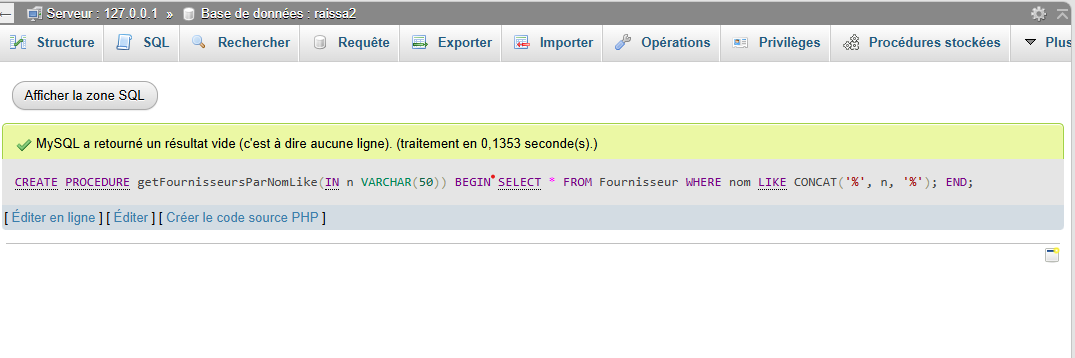 Serveur : 127.0.0.1 » Base de données : raissa2
Structure SQL Rechercher Requête Exporter Importer Opérations Privilèges Procédures stockées Plus
Afficher la zone SQL
MySQL a retourné un résultat vide (c'est à dire aucune ligne). (traitement en 0,1353 seconde(s).)
CREATE PROCEDURE getFournisseursParNomLike(IN n VARCHAR(50)) BEGIN SELECT * FROM Fournisseur WHERE nom LIKE CONCAT('%', n, '%'); END;
[ Éditer en ligne ] [ Éditer ] [ Créer le code source PHP ]